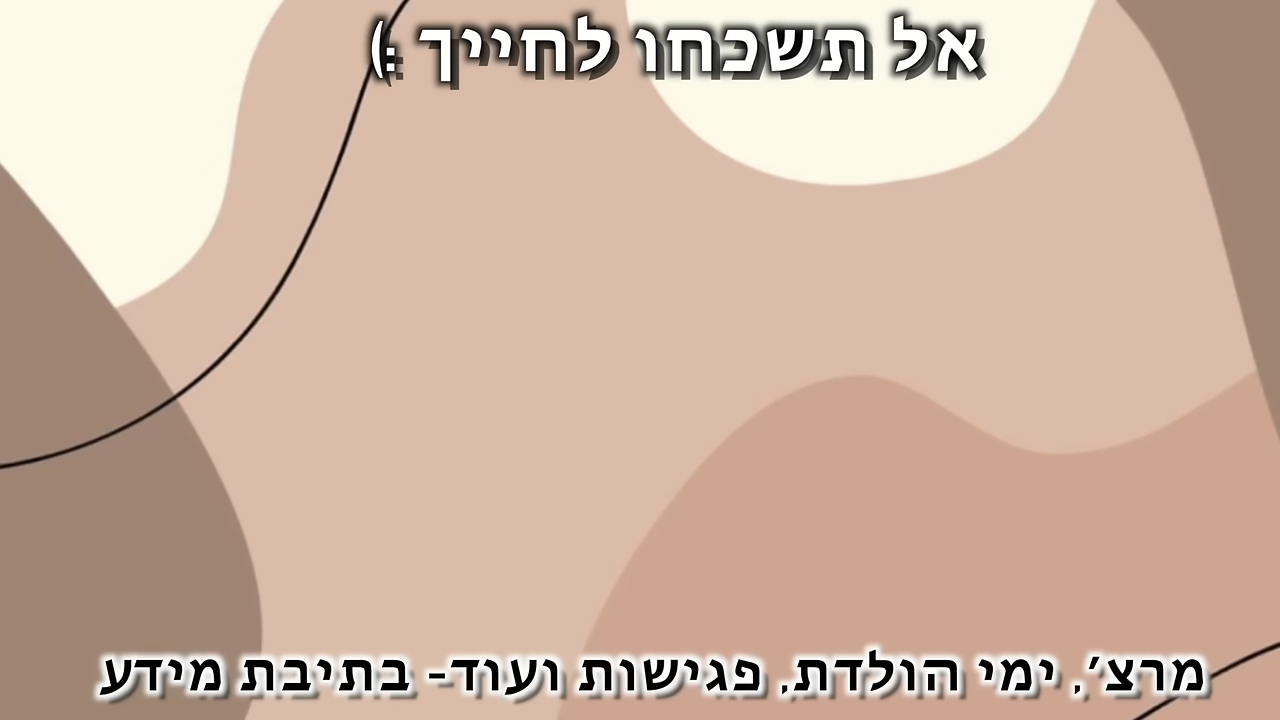 אל תשכחו לחייך :)
מרצ', ימי הולדת, פגישות ועוד- בתיבת מידע